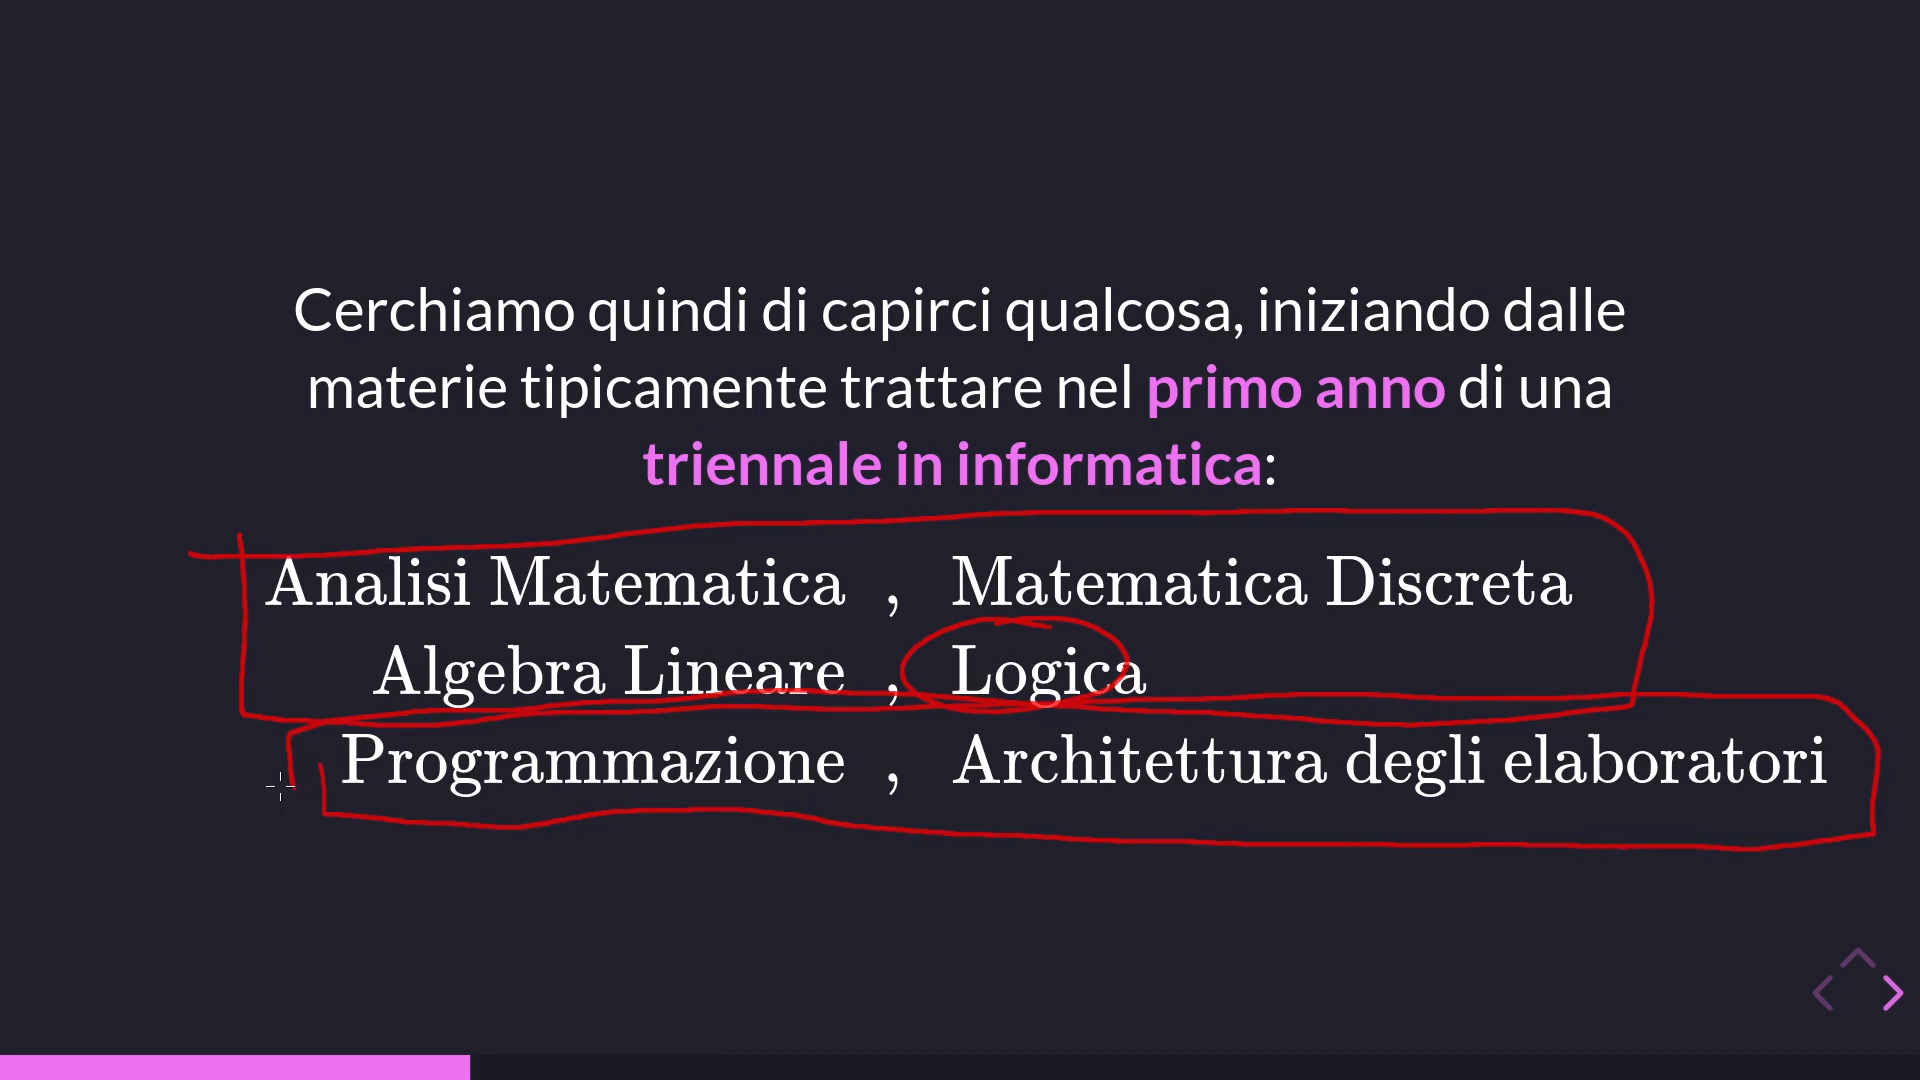 Cerchiamo quindi di capirci qualcosa, iniziando dalle
materie tipicamente trattare nel primo anno di una
triennale in informatica:
Analisi Matematica , Matematica Discreta
Algebra Lineare , Logica
Programmazione , Architettura degli elaboratori